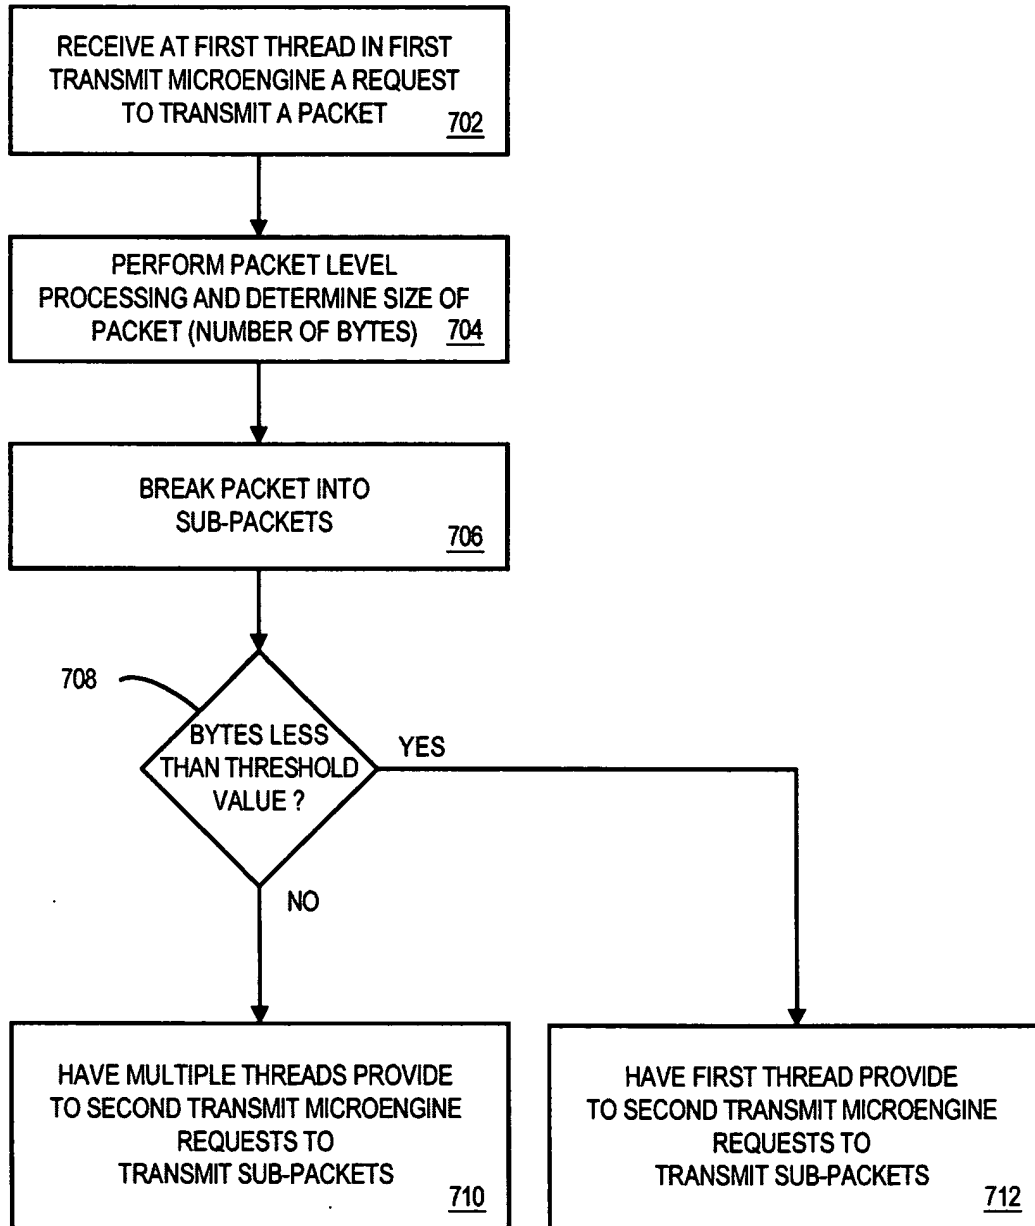 RECEIVE AT FIRST THREAD IN FIRST
TRANSMIT MICROENGINE A REQUEST
TO TRANSMIT A PACKET
702
PERFORM PACKET LEVEL
PROCESSING AND DETERMINE SIZE OF
PACKET (NUMBER OF BYTES)
704
BREAK PACKET INTO
SUB-PACKETS
706
708
BYTES LESS
THAN THRESHOLD
VALUE ?
YES
NO
HAVE MULTIPLE THREADS PROVIDE
TO SECOND TRANSMIT MICROENGINE
REQUESTS TO
TRANSMIT SUB-PACKETS
710
HAVE FIRST THREAD PROVIDE
TO SECOND TRANSMIT MICROENGINE
REQUESTS TO
TRANSMIT SUB-PACKETS
712